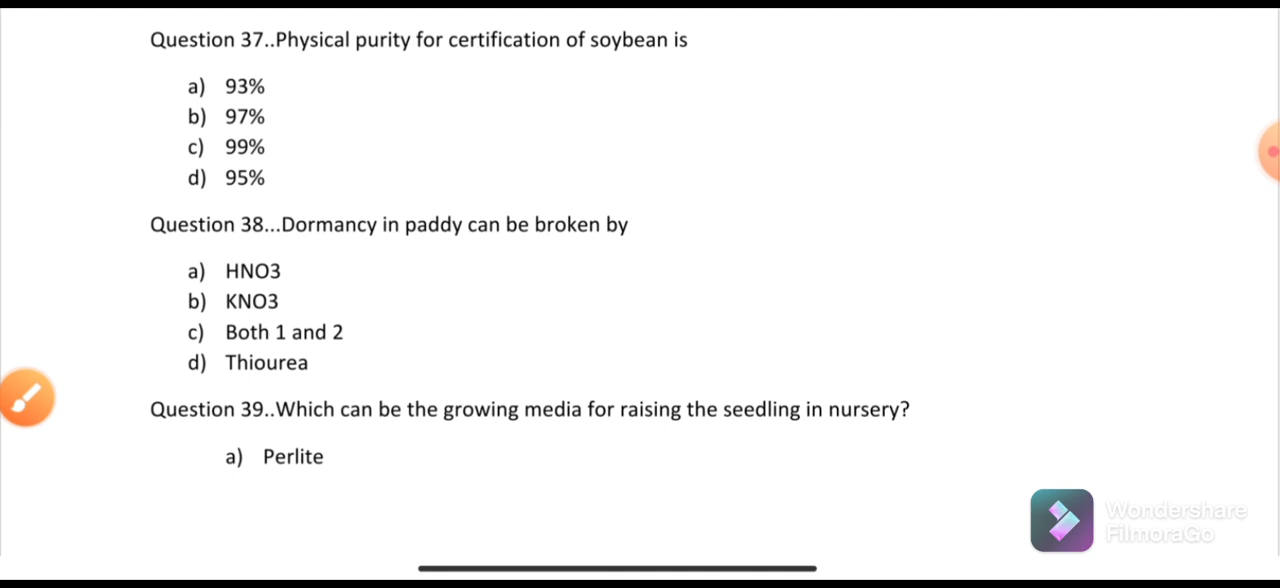 Question 37..Physical purity for certification of soybean is
a) 93%
b) 97%
c) 99%
d) 95%
Question 38...Dormancy in paddy can be broken by
a) HNO3
b) KNO3
c) Both 1 and 2
d) Thiourea
Question 39..Which can be the growing media for raising the seedling in nursery?
a) Perlite
Wondershare
FilmoraGo